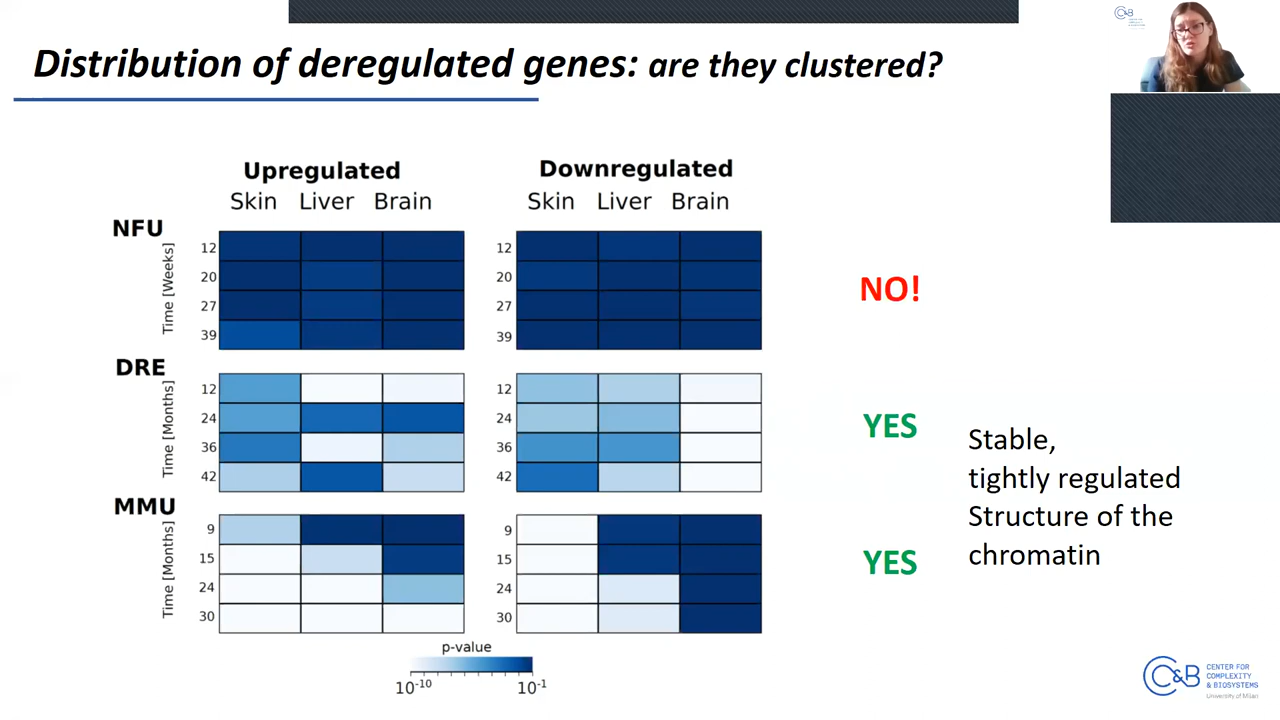 Distribution of deregulated genes: are they clustered?
C&B
Upregulated
Skin Liver Brain
Downregulated
Skin Liver Brain
NFU
Time [Weeks]
12
20
27
39
12
20
27
39
NO!
DRE
Time [Months]
12
24
36
42
12
24
36
42
YES
MMU
Time [Months]
9
15
24
30
9
15
24
30
YES
Stable,
tightly regulated
Structure of the
chromatin
p-value
10-10
10-1
C&B
CENTER FOR
COMPLEXITY
& BIOSYSTEMS
University of Milan